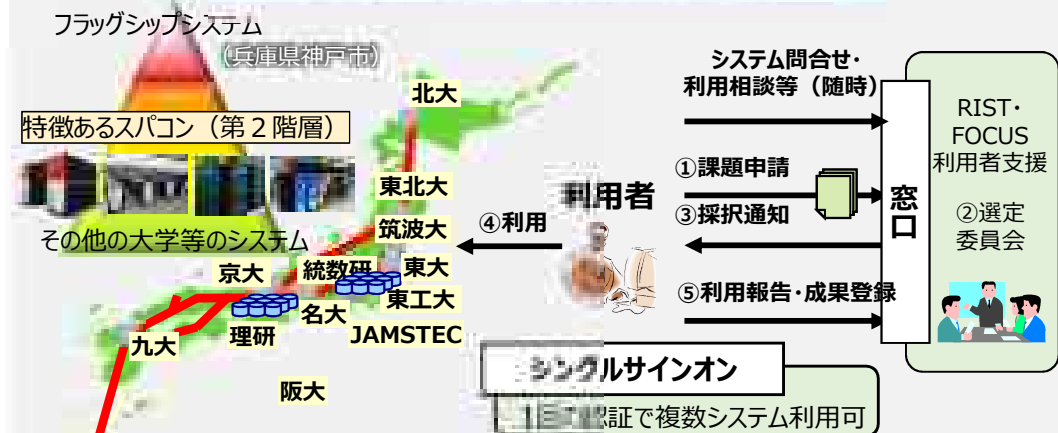 フラッグシップシステム
(兵庫県神戸市)
特徴あるスパコン（第２階層）
その他の大学等のシステム
北大
東北大
筑波大
東大
統数研
東工大
京大
名大
理研
JAMSTEC
九大
阪大
④利用
利用者
システム問合せ・
利用相談等（随時）
①課題申請
③採択通知
⑤利用報告・成果登録
窓口
RIST・
FOCUS
利用者支援
②選定
委員会
シングルサインオン
1回の認証で複数システム利用可